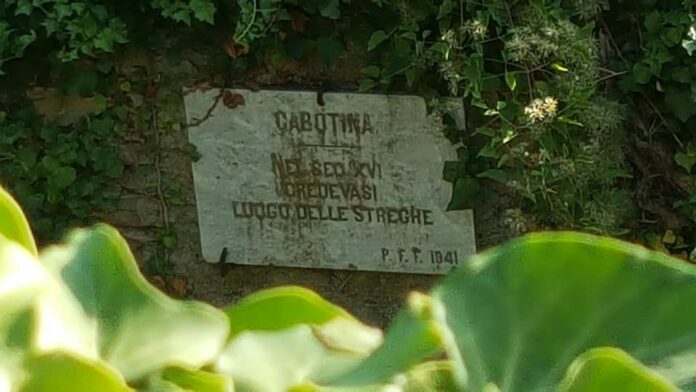 CABOTINA
NEL SEC. XVI
CREDEVASI
LUOGO DELLE STREGHE
P. F. F. 1941